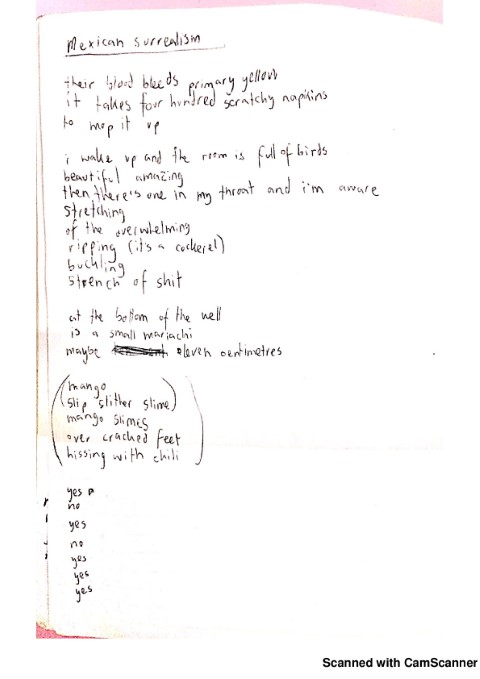 Mexican surrealism
their blood bleeds primary yellow
it takes four hundred scratchy napkins
to mop it up
i wake up and the room is full of birds
beautiful amazing
then, there's one in my throat and i'm aware
stretching
of the overwhelming
ripping (it's a cockerel)
buckling
stench of shit
at the bottom of the well
is a small mariachi
maybe eleven centimetres
(mango
slip slither slime)
mango slimes
over cracked feet
hissing with chili
yes
no
yes
no
yes
yes
yes
Scanned with CamScanner